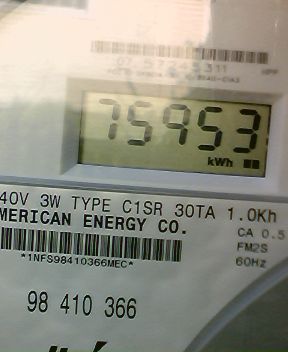 75953
kWh
40V 3W TYPE C1SR 30TA 1.0Kh
MERICAN ENERGY CO.
CA 0.5
FM2S
*1NFS98410366MEC*
60Hz
98 410 366